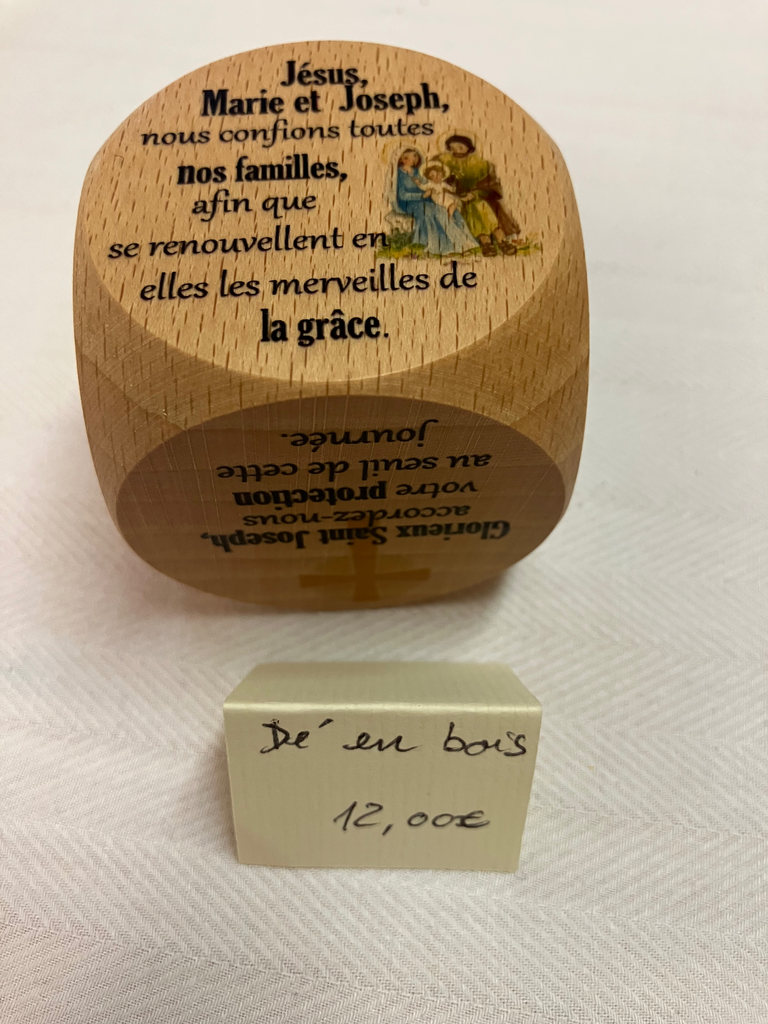 Jésus,
Marie et Joseph,
nous confions toutes
nos familles,
afin que
se renouvellent en
elles les merveilles de
la grâce.
Glorieux Saint Joseph,
accordez-nous
votre protection
au seuil de cette
journée.
Dé en bois
12,00€